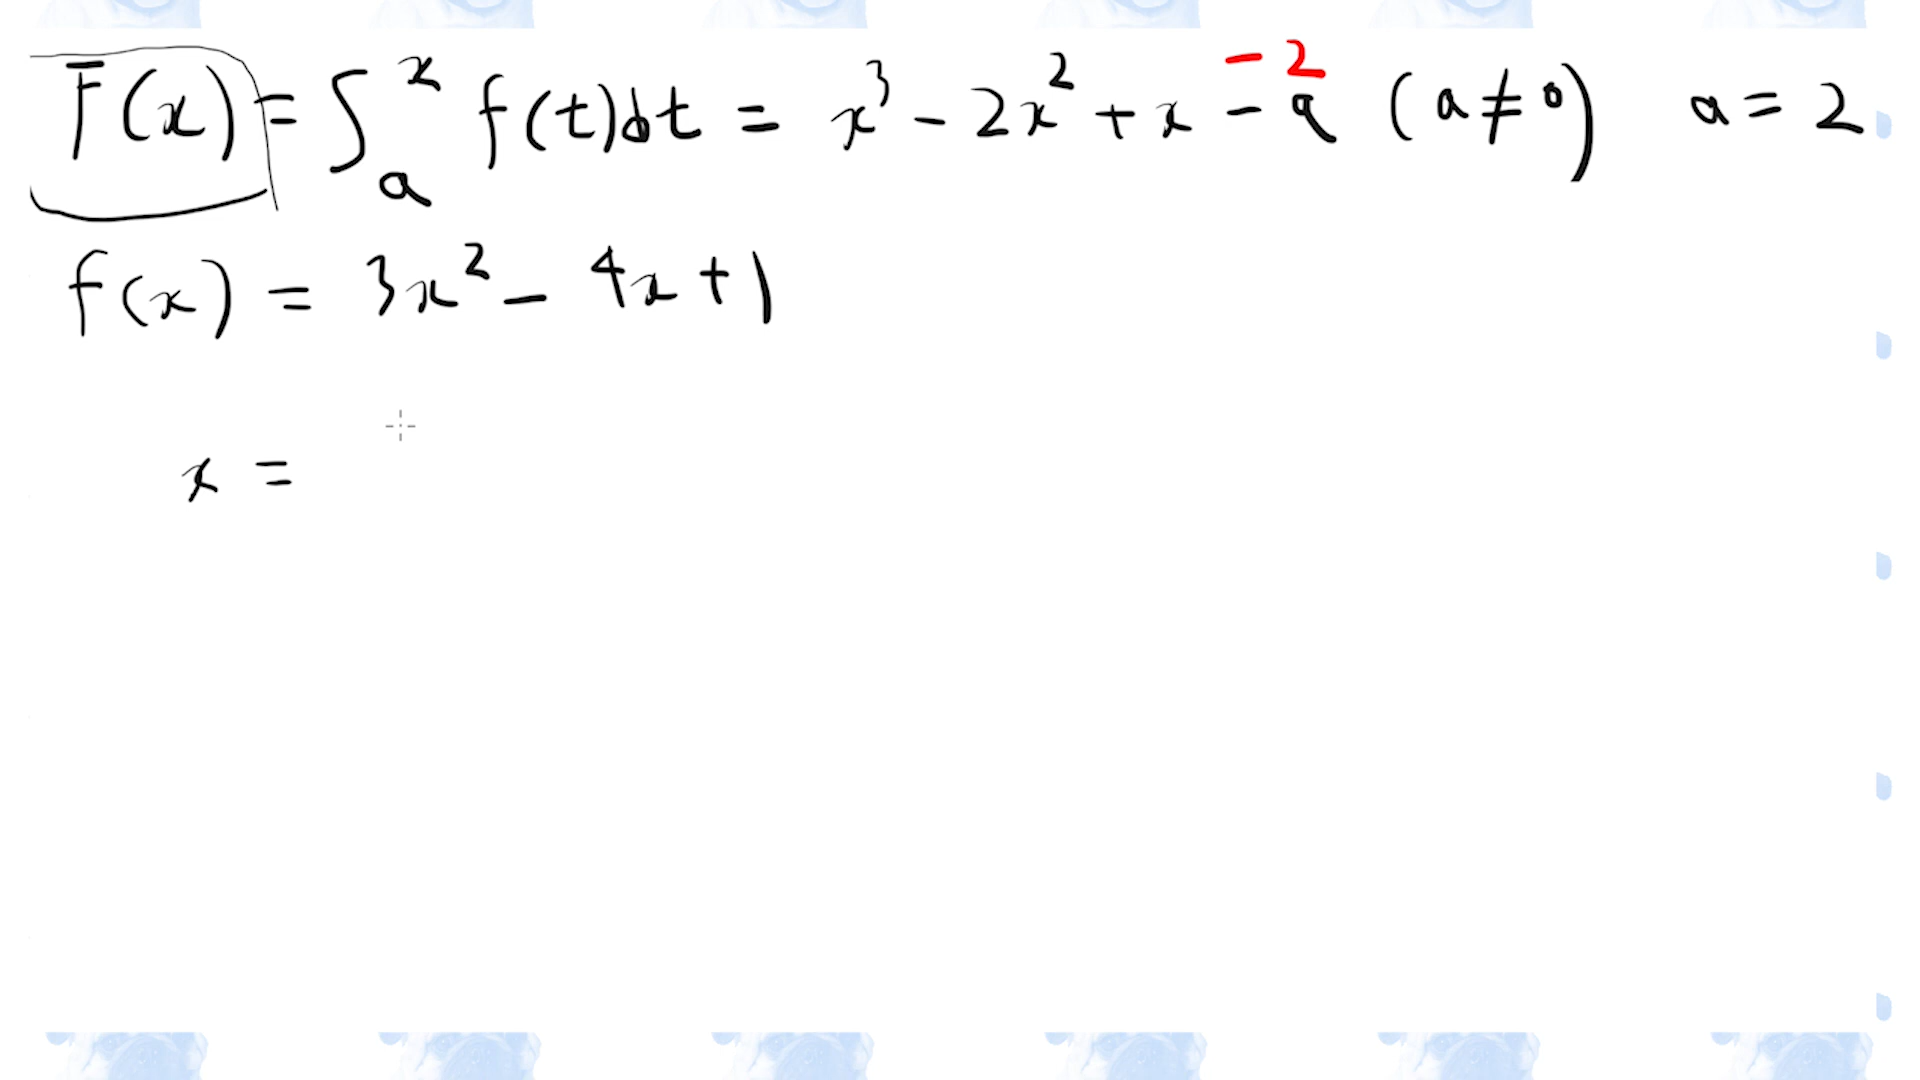 F(x) = ∫ₐˣ f(t)dt = x³ - 2x² + x - a (a ≠ 0) a = 2
- 2
f(x) = 3x² - 4x + 1
x =